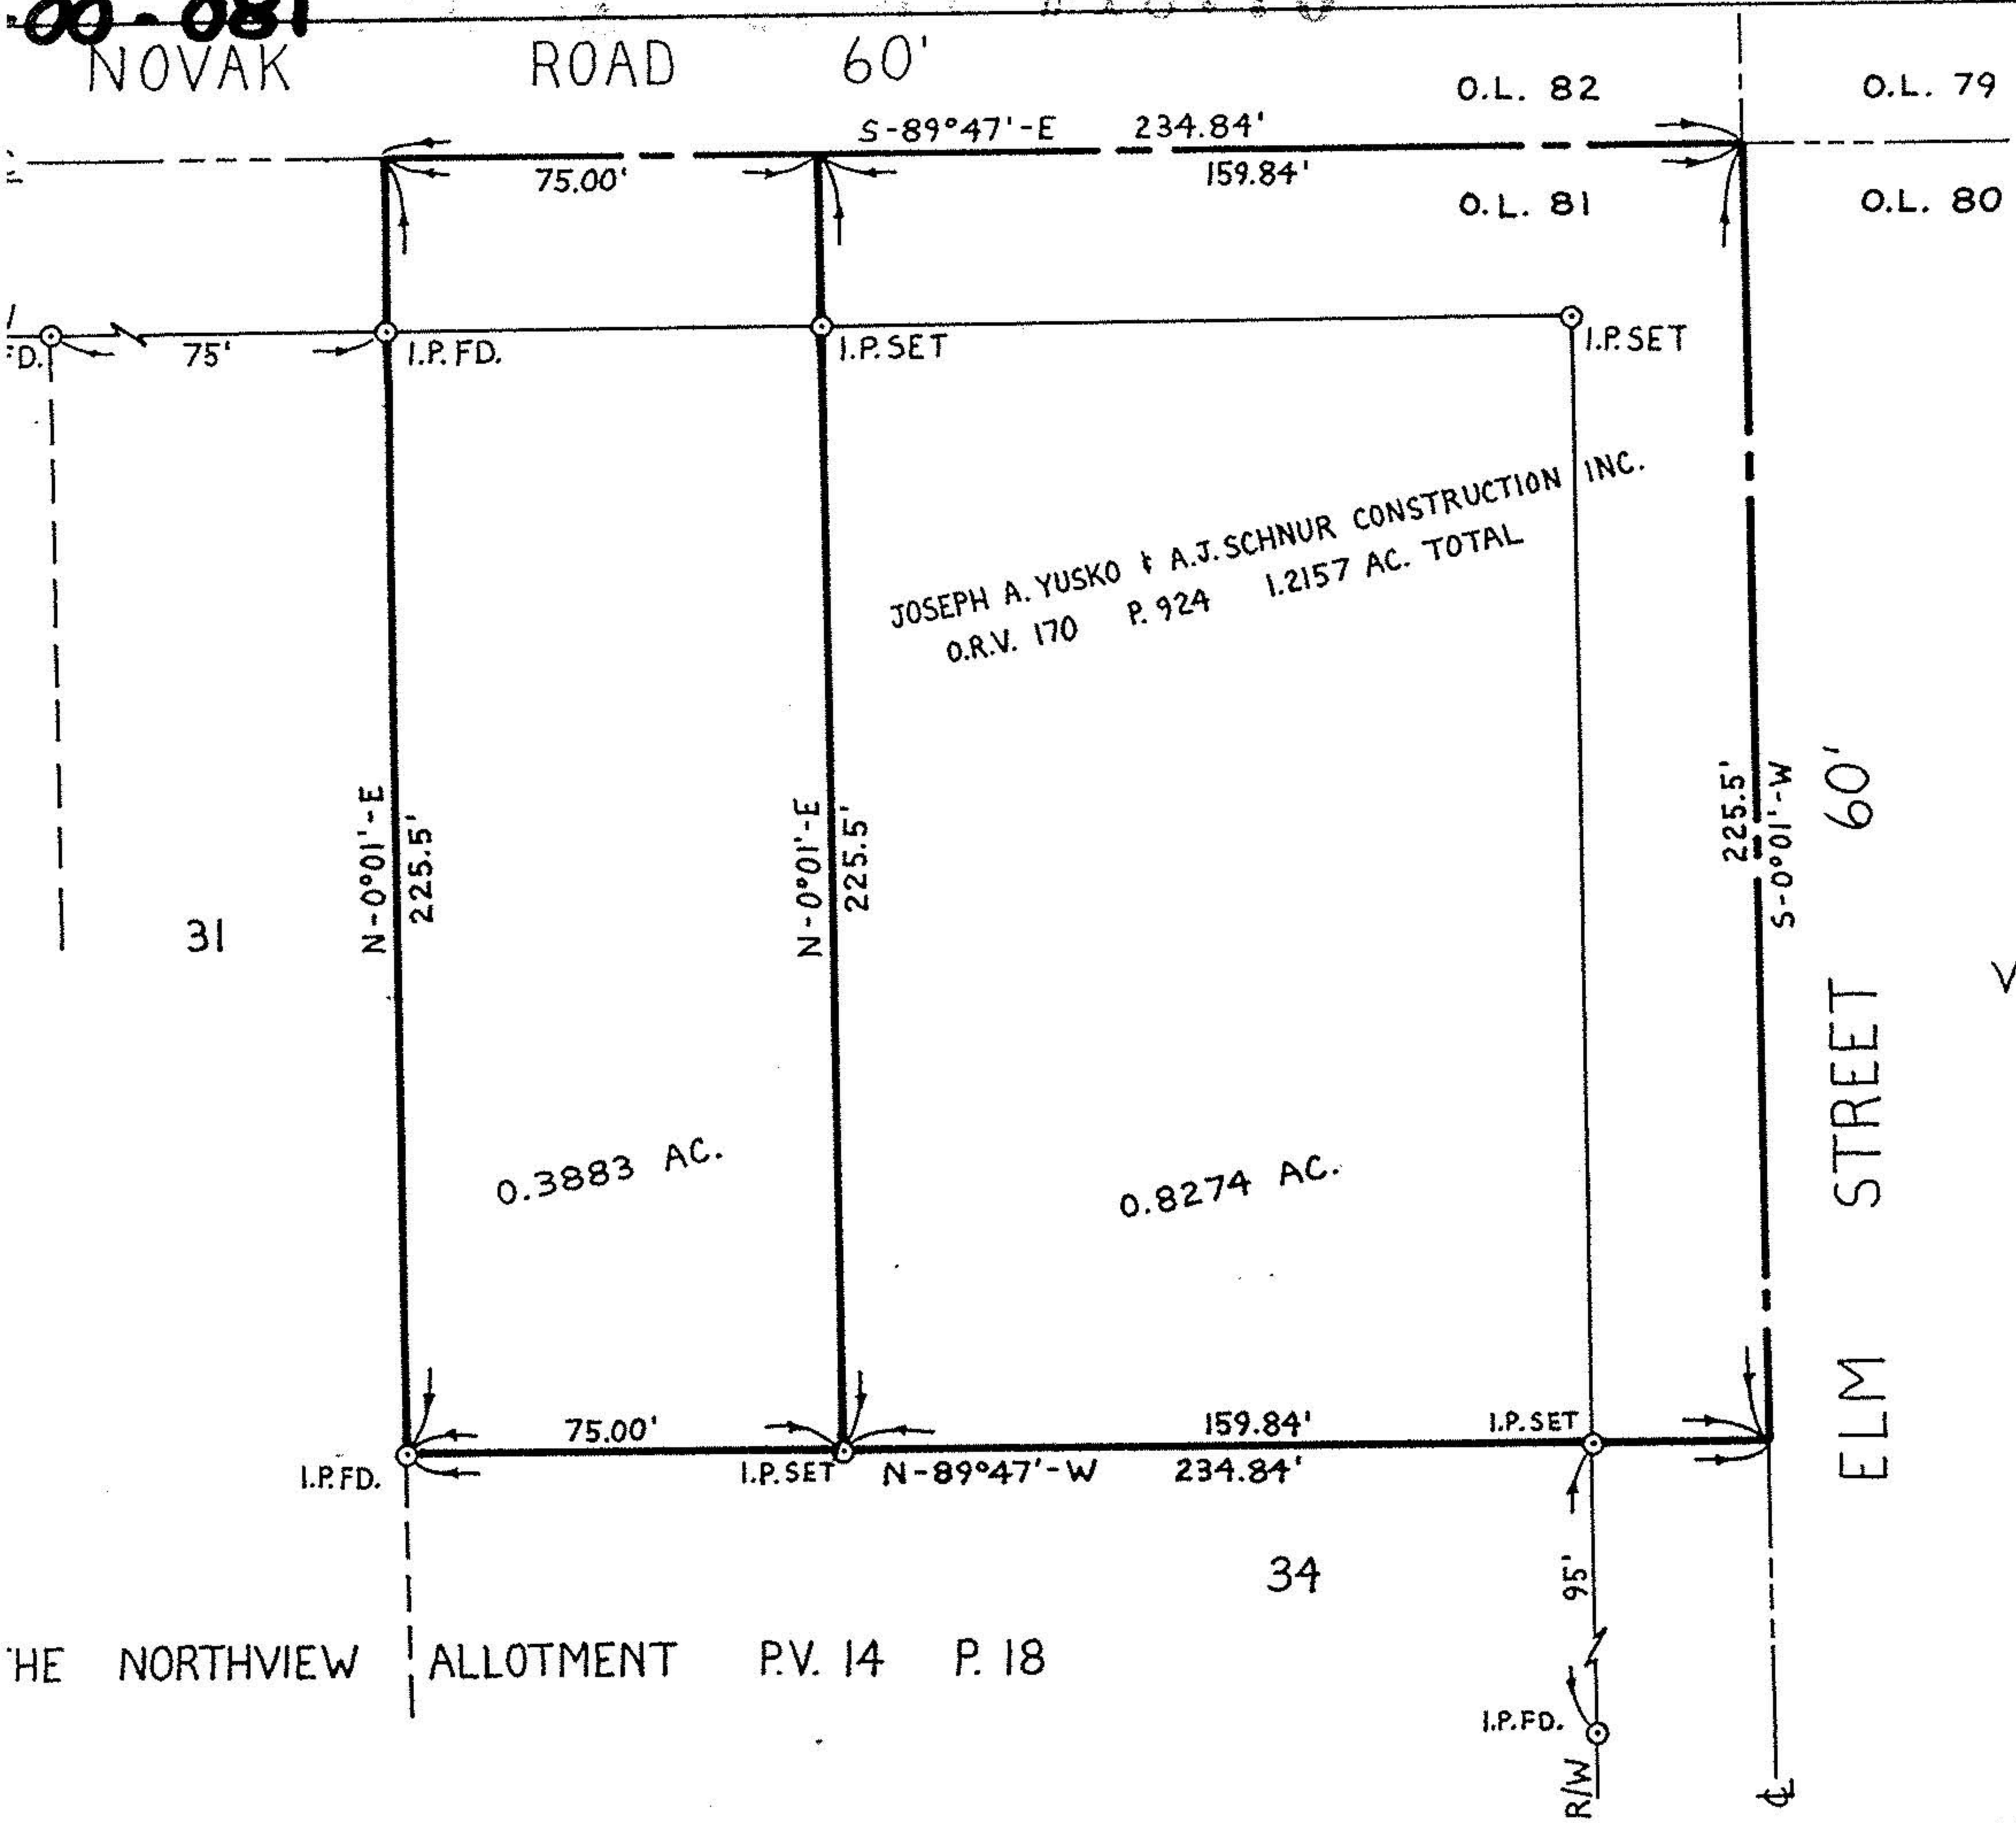 00-081
NOVAK ROAD 60'
O.L. 82
O.L. 79
S-89°47'-E 234.84'
75.00'
159.84'
O.L. 81
O.L. 80
FD.
75'
I.P. FD.
I.P. SET
I.P. SET
JOSEPH A. YUSKO & A.J. SCHNUR CONSTRUCTION INC.
O.R.V. 170 P. 924 1.2157 AC. TOTAL
N-0°01'-E
225.5'
N-0°01'-E
225.5'
225.5'
S-0°01'-W
ELM STREET 60'
31
0.3883 AC.
0.8274 AC.
75.00'
159.84'
I.P. SET
I.P. FD.
I.P. SET
N-89°47'-W 234.84'
34
95'
HE NORTHVIEW ALLOTMENT P.V. 14 P. 18
I.P. FD.
R/W
℄